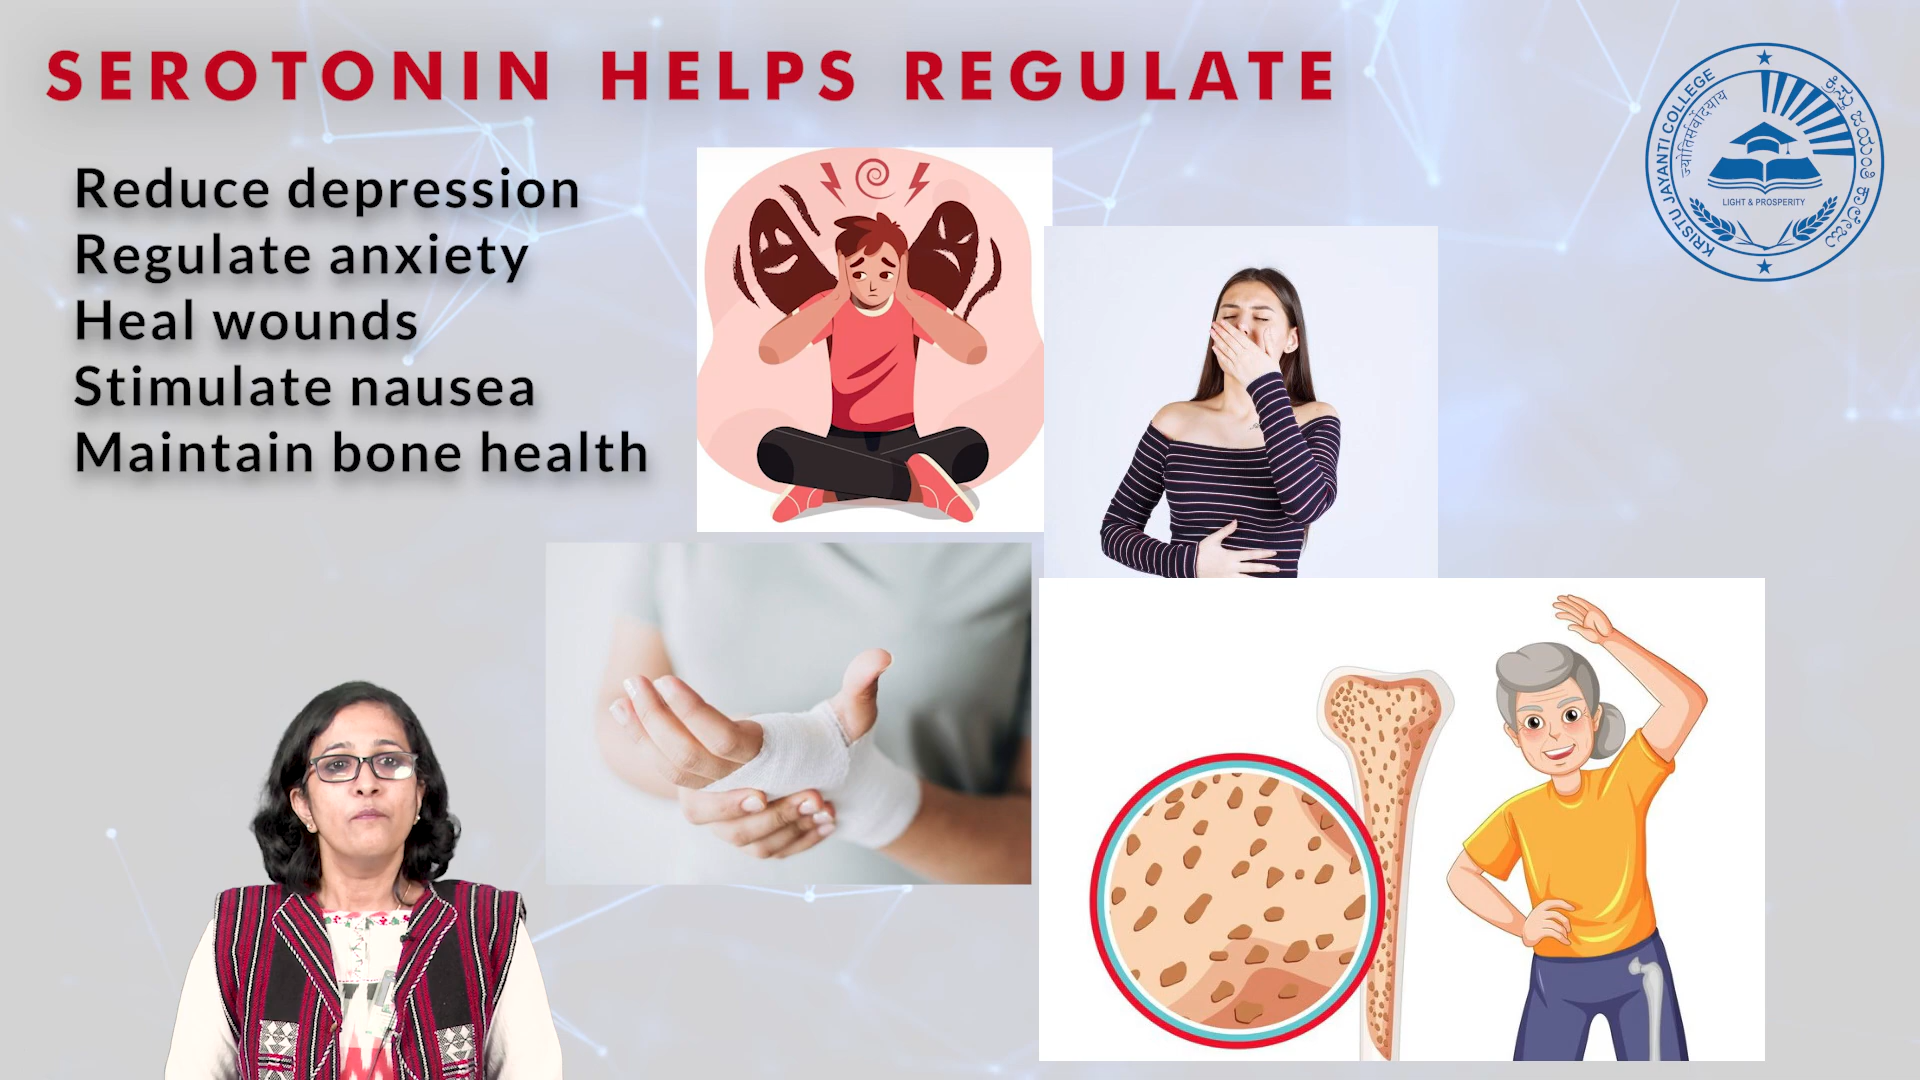 SEROTONIN HELPS REGULATE
Reduce depression
Regulate anxiety
Heal wounds
Stimulate nausea
Maintain bone health
KRISTU JAYANTI COLLEGE
ಕ್ರಿಸ್ತು ಜಯಂತಿ ಕಾಲೇಜು
LIGHT & PROSPERITY